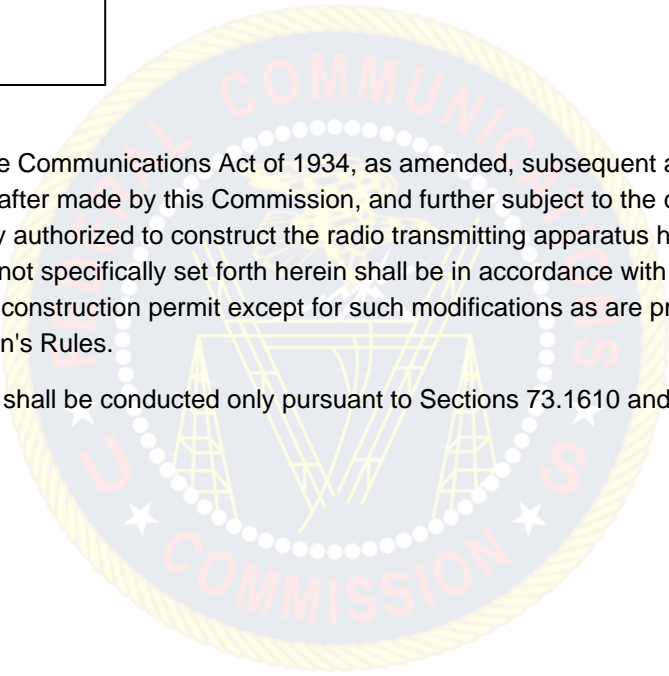 e Communications Act of 1934, as amended, subsequent a
after made by this Commission, and further subject to the c
y authorized to construct the radio transmitting apparatus h
not specifically set forth herein shall be in accordance with
construction permit except for such modifications as are pr
n's Rules.
shall be conducted only pursuant to Sections 73.1610 and
FEDERAL COMMUNICATIONS
COMMISSION
U S